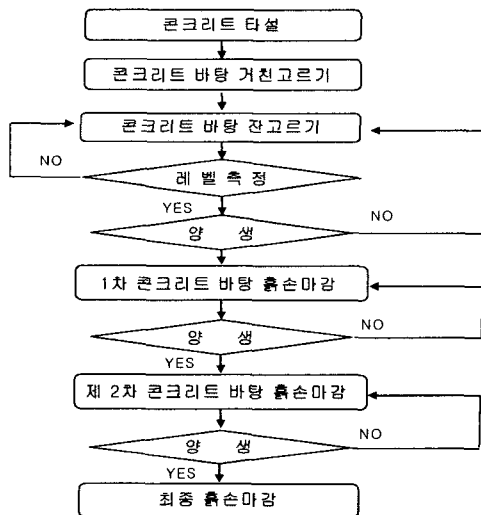 콘크리트 타설
콘크리트 바탕 거친고르기
콘크리트 바탕 잔고르기
NO
레 벨 측 정
YES
NO
양 생
1차 콘크리트 바탕 흙손마감
NO
양 생
YES
제 2차 콘크리트 바탕 흙손마감
NO
양 생
YES
최종 흙손마감